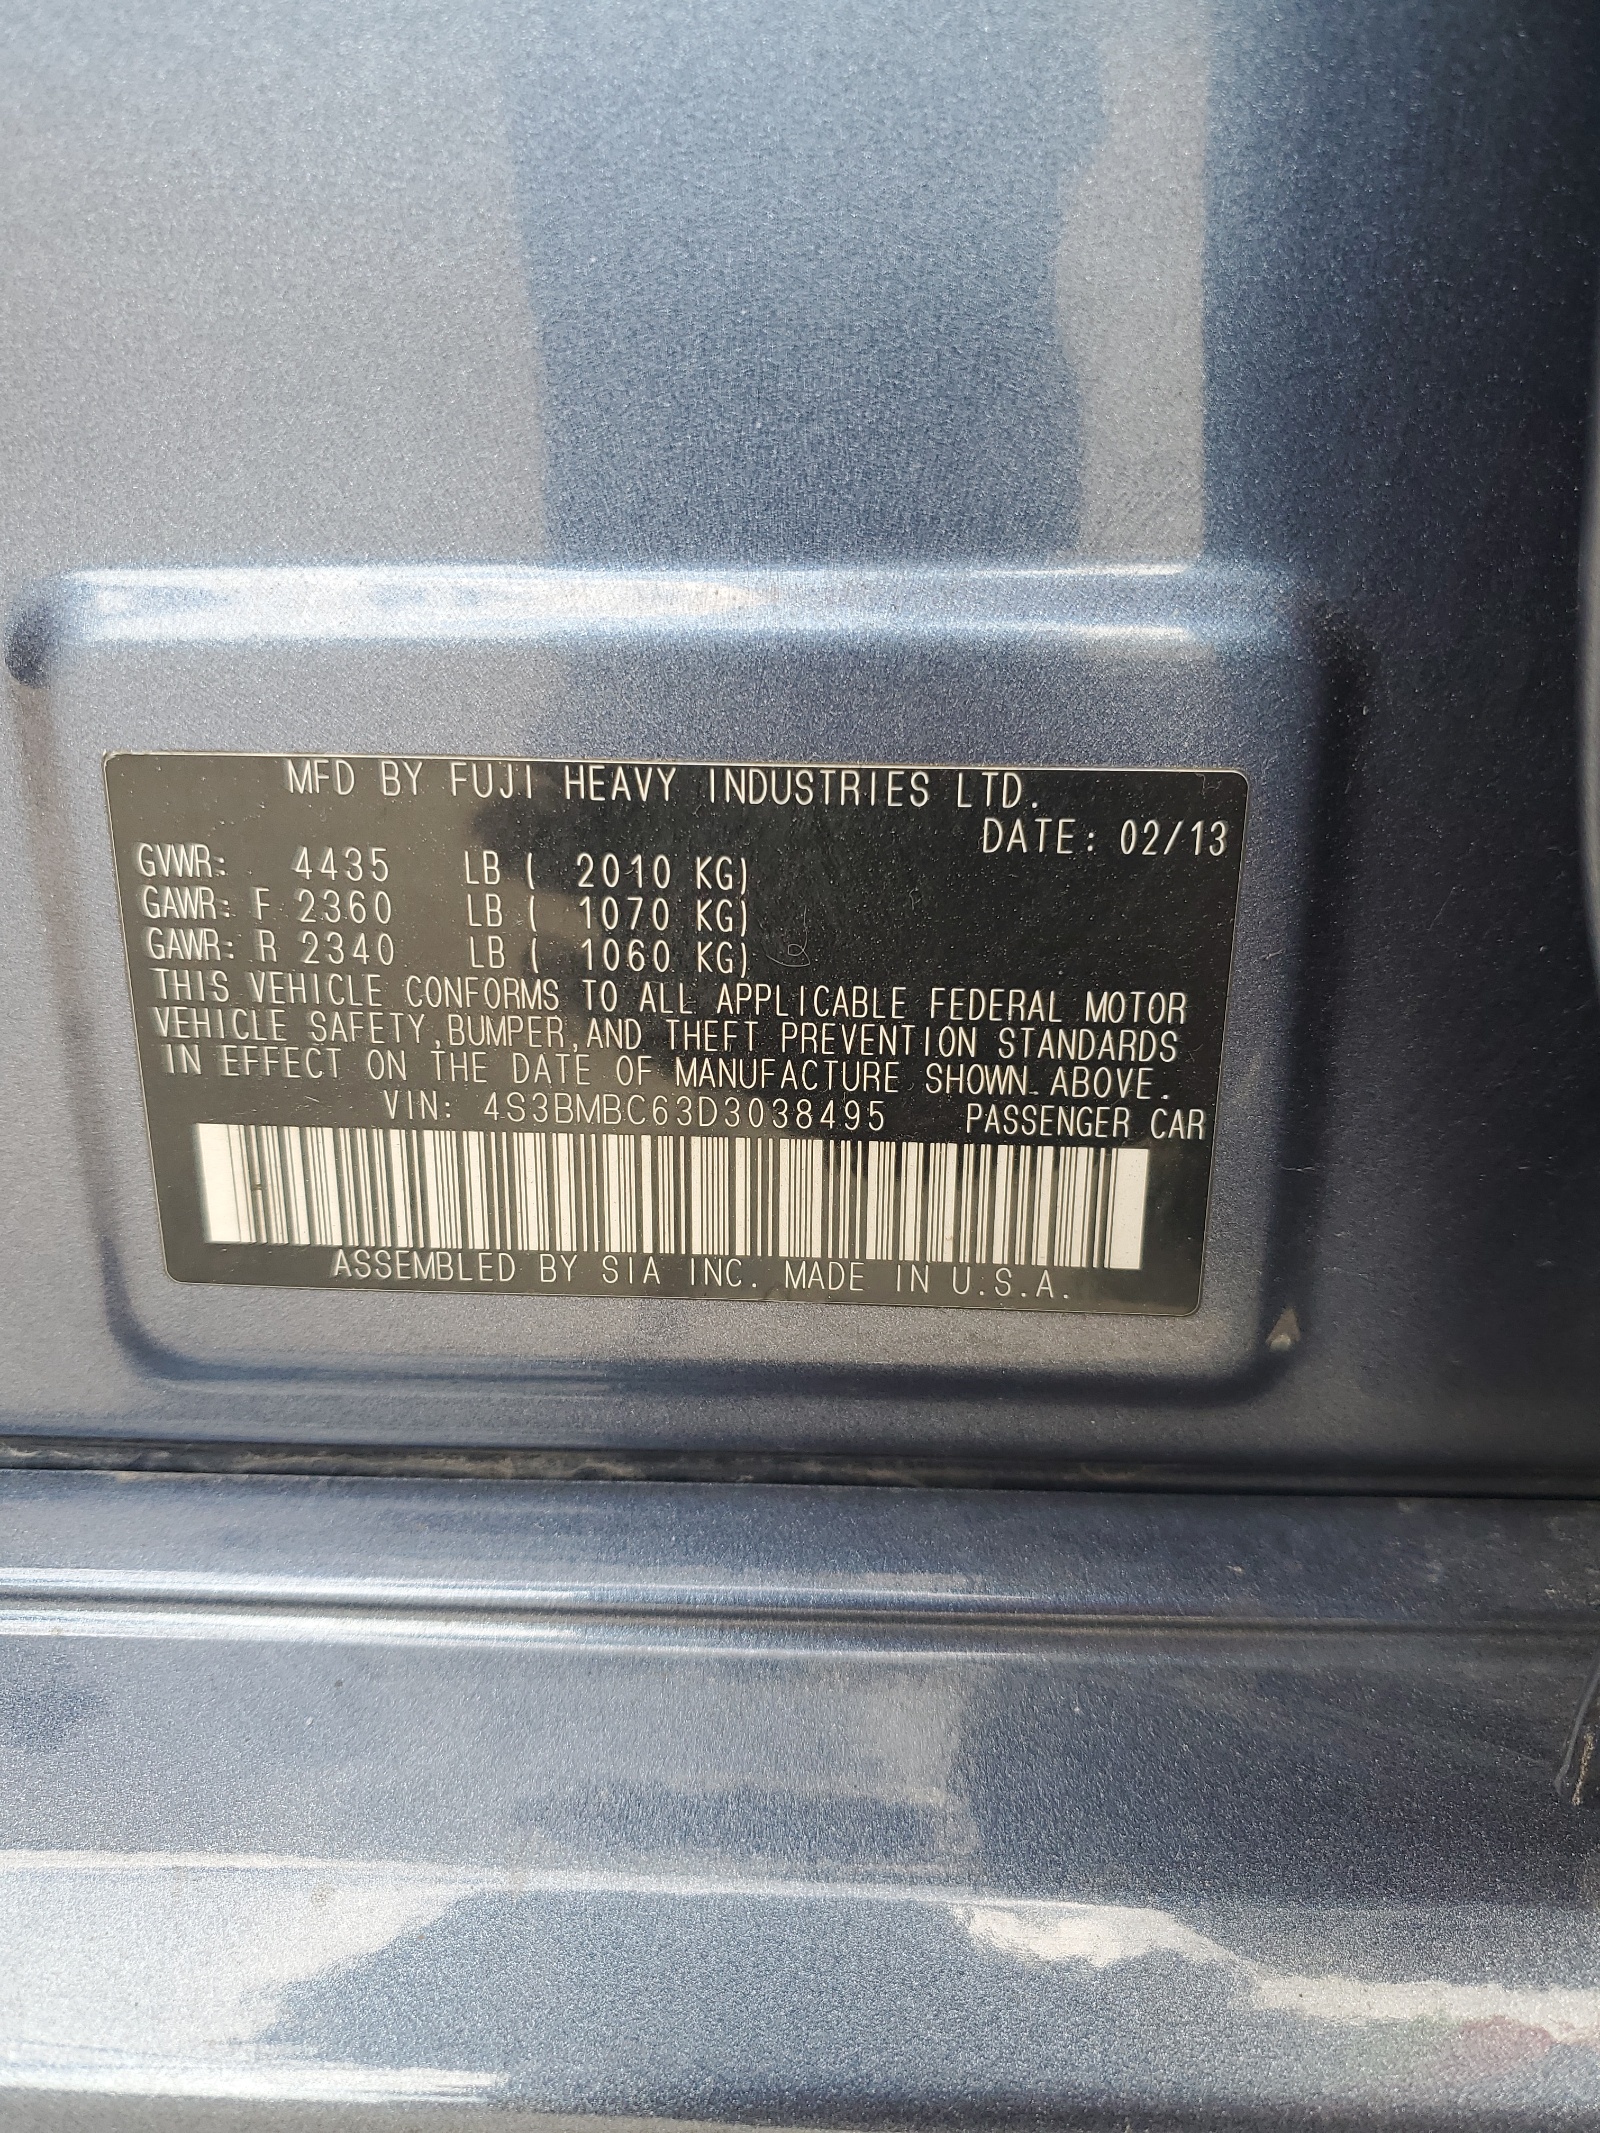 MFD BY FUJI HEAVY INDUSTRIES LTD.
DATE: 02/13
GVWR: 4435 LB ( 2010 KG)
GAWR: F 2360 LB ( 1070 KG)
GAWR: R 2340 LB ( 1060 KG)
THIS VEHICLE CONFORMS TO ALL APPLICABLE FEDERAL MOTOR
VEHICLE SAFETY,BUMPER,AND THEFT PREVENTION STANDARDS
IN EFFECT ON THE DATE OF MANUFACTURE SHOWN ABOVE.
VIN: 4S3BMBC63D3038495 PASSENGER CAR
ASSEMBLED BY SIA INC. MADE IN U.S.A.